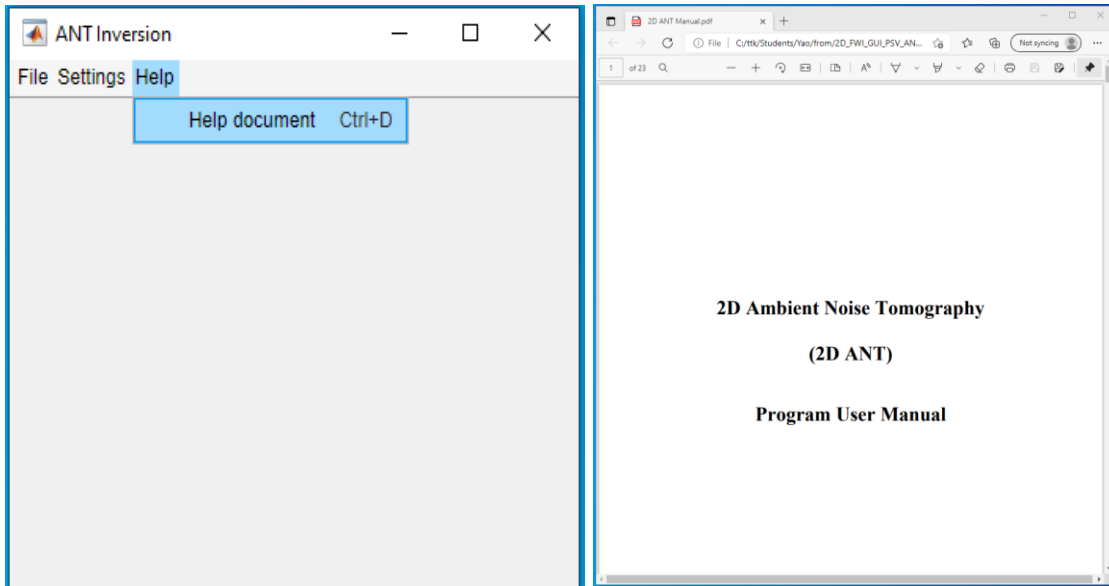 ANT Inversion
File Settings Help
Help document Ctrl+D
2D ANT Manual.pdf
File C:/ttk/Students/Yao/from/2D_FWI_GUI_PSV_AN... Not syncing
1 of 23
2D Ambient Noise Tomography
(2D ANT)
Program User Manual